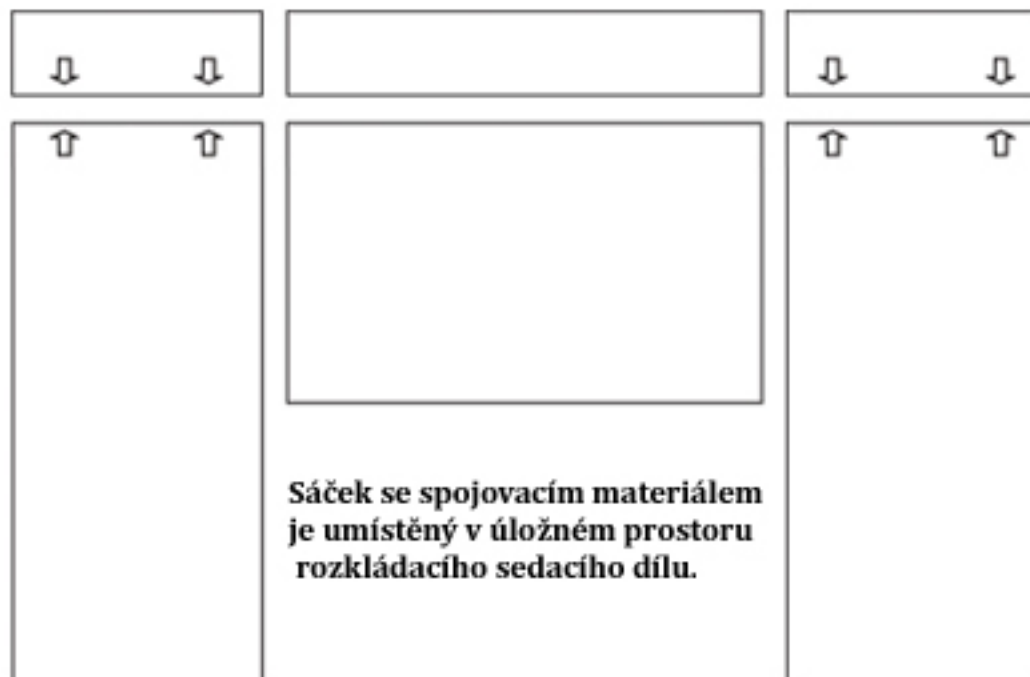 Sáček se spojovacím materiálem
je umístěný v úložném prostoru
rozkládacího sedacího dílu.